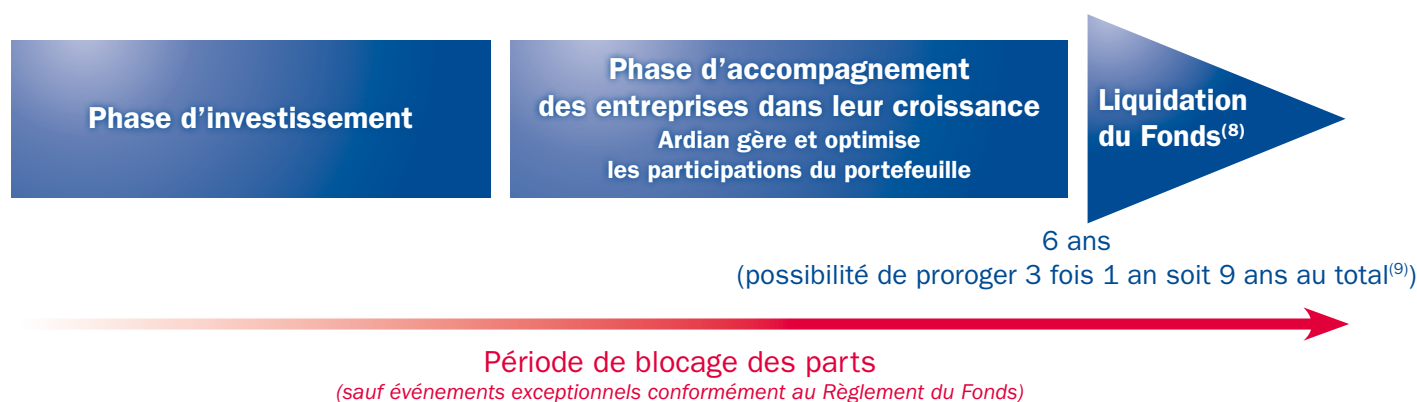 Phase d’investissement
Phase d’accompagnement
des entreprises dans leur croissance
Ardian gère et optimise
les participations du portefeuille
Liquidation
du Fonds(8)
6 ans
(possibilité de proroger 3 fois 1 an soit 9 ans au total(9))
Période de blocage des parts
(sauf événements exceptionnels conformément au Règlement du Fonds)